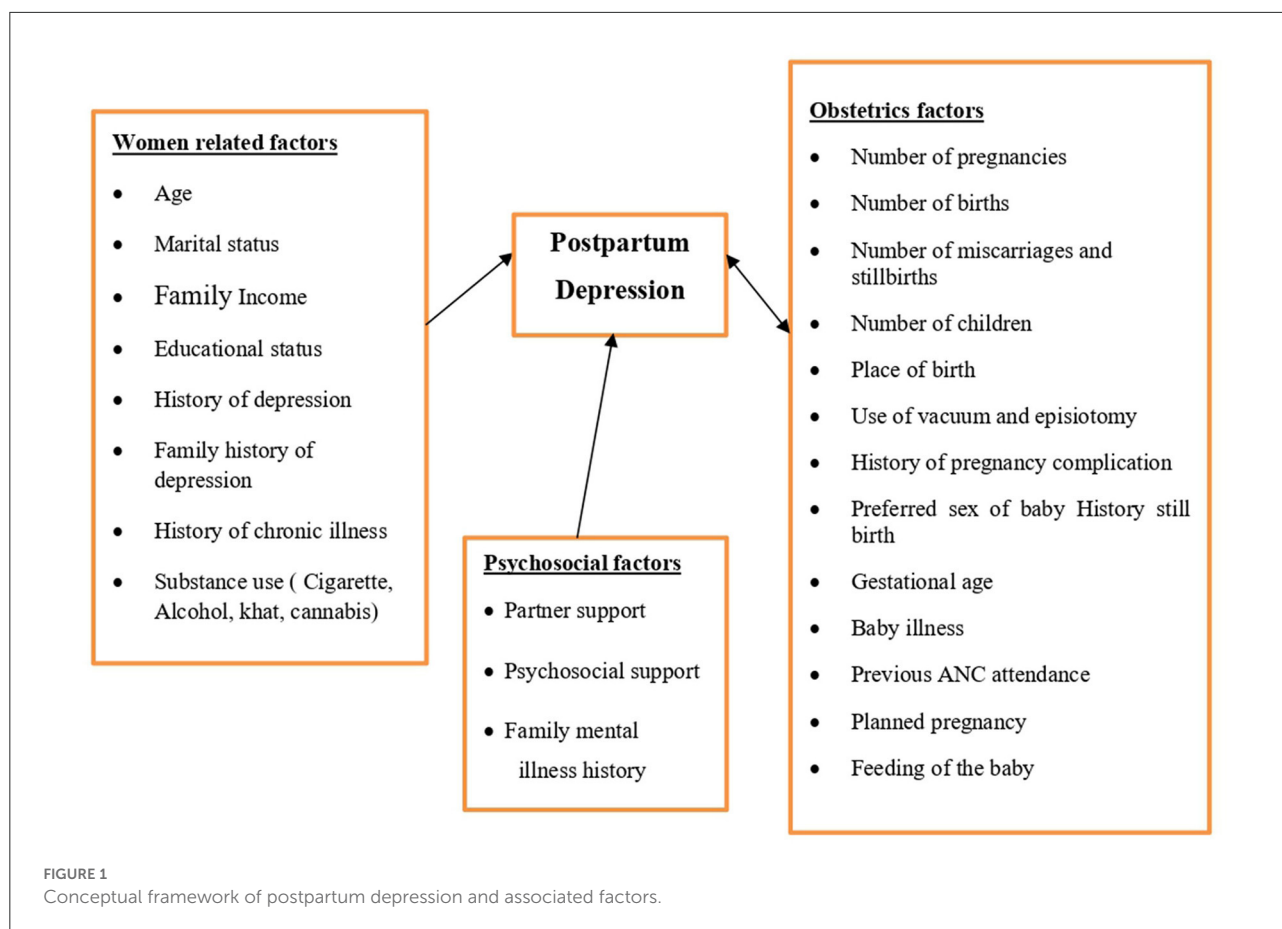 Women related factors
• Age
• Marital status
• Family Income
• Educational status
• History of depression
• Family history of
depression
• History of chronic illness
• Substance use ( Cigarette,
Alcohol, khat, cannabis)
Postpartum
Depression
Psychosocial factors
• Partner support
• Psychosocial support
• Family mental
illness history
Obstetrics factors
• Number of pregnancies
• Number of births
• Number of miscarriages and
stillbirths
• Number of children
• Place of birth
• Use of vacuum and episiotomy
• History of pregnancy complication
• Preferred sex of baby History still
birth
• Gestational age
• Baby illness
• Previous ANC attendance
• Planned pregnancy
• Feeding of the baby
FIGURE 1
Conceptual framework of postpartum depression and associated factors.